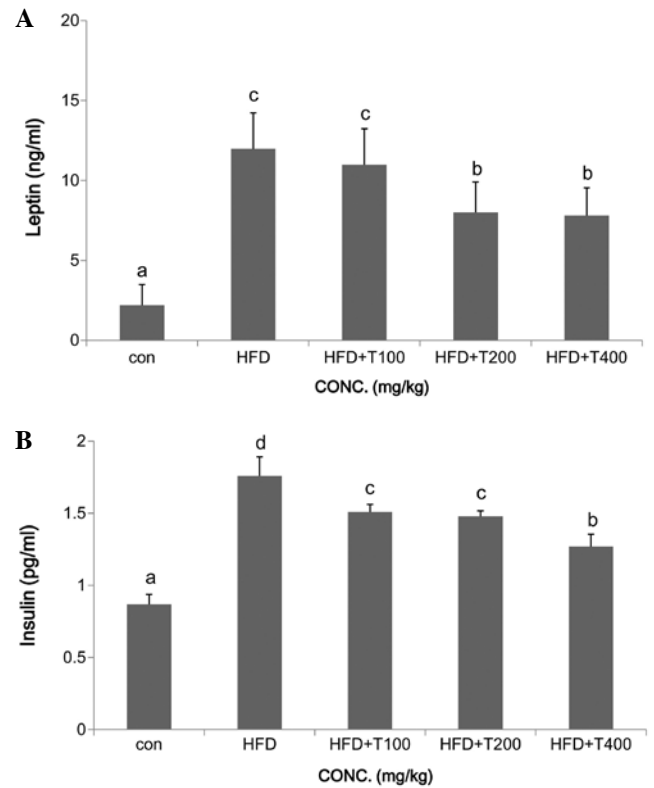 A
20
15
10
5
0
Leptin (ng/ml)
a
c
c
b
b
con HFD HFD+T100 HFD+T200 HFD+T400
CONC. (mg/kg)
B
2
1.5
1
0.5
0
Insulin (pg/ml)
a
d
c
c
b
con HFD HFD+T100 HFD+T200 HFD+T400
CONC. (mg/kg)